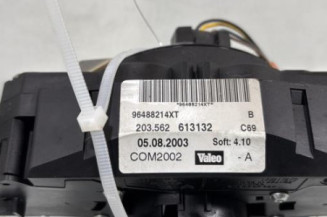 *96488214XT*
96488214XT B
203.562 613132 C69
05.08.2003 Soft: 4.10
COM2002 Valeo - A